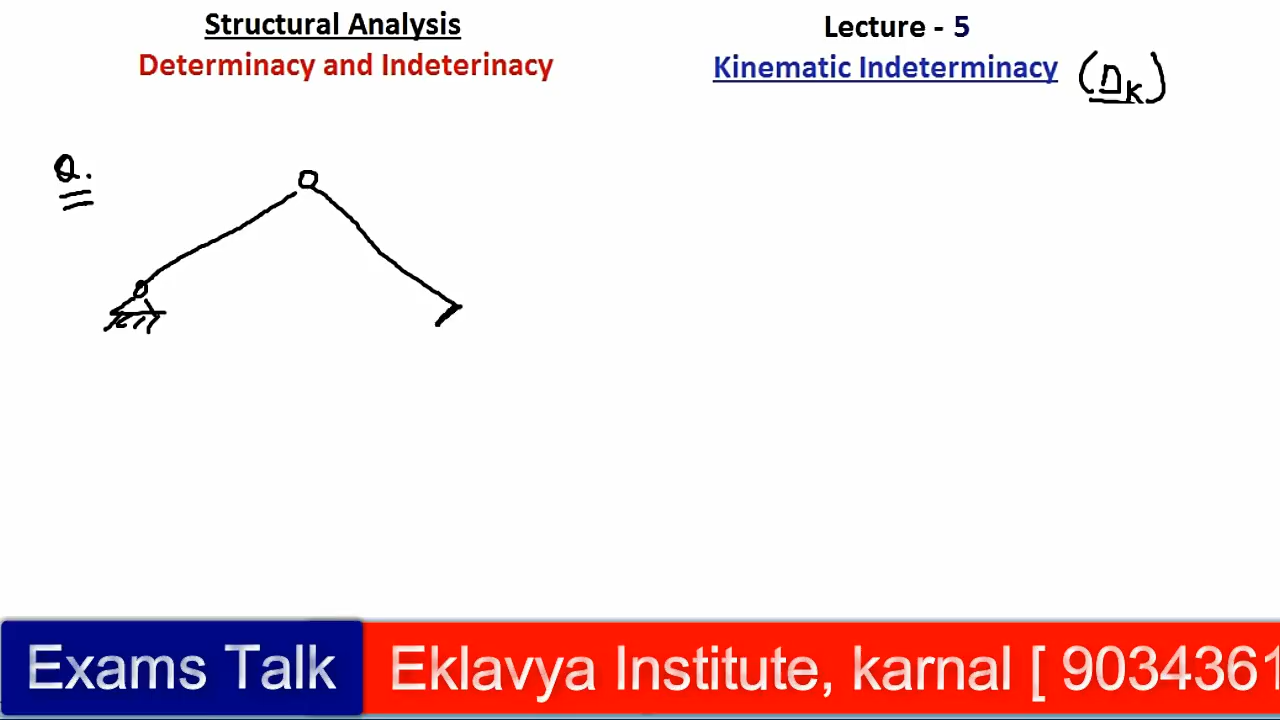 Structural Analysis
Determinacy and Indeterinacy
Lecture - 5
Kinematic Indeterminacy (Dk)
Q.
Exams Talk
Eklavya Institute, karnal [ 9034361